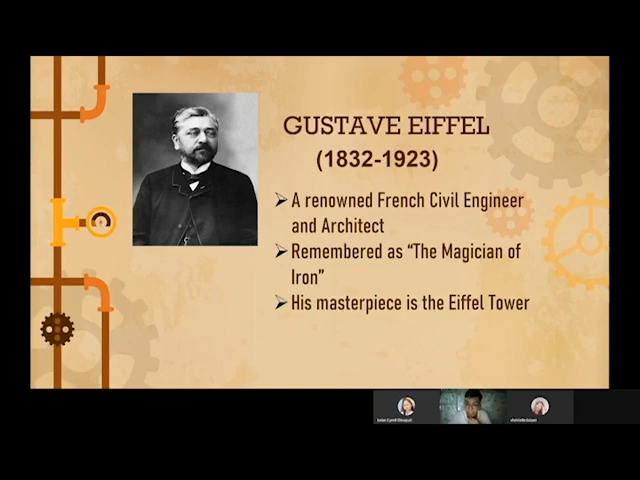 GUSTAVE EIFFEL
(1832-1923)
A renowned French Civil Engineer
and Architect
Remembered as “The Magician of
Iron”
His masterpiece is the Eiffel Tower